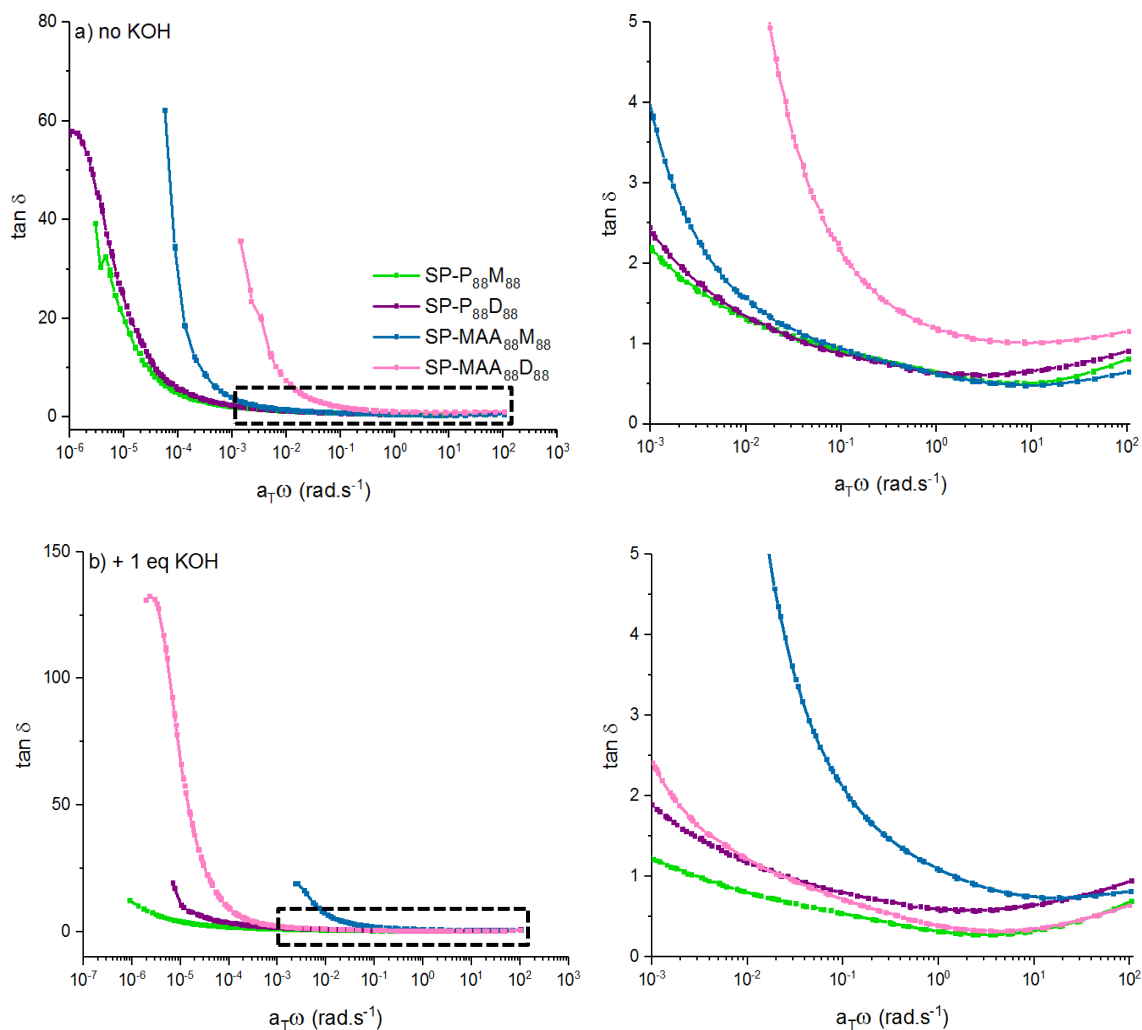 a) no KOH
tan δ
80
60
40
20
0
SP-P₈₈M₈₈
SP-P₈₈D₈₈
SP-MAA₈₈M₈₈
SP-MAA₈₈D₈₈
10⁻⁶ 10⁻⁵ 10⁻⁴ 10⁻³ 10⁻² 10⁻¹ 10⁰ 10¹ 10² 10³
a_Tω (rad.s⁻¹)
tan δ
5
4
3
2
1
0
10⁻³ 10⁻² 10⁻¹ 10⁰ 10¹ 10²
a_Tω (rad.s⁻¹)
b) + 1 eq KOH
tan δ
150
100
50
0
10⁻⁷ 10⁻⁶ 10⁻⁵ 10⁻⁴ 10⁻³ 10⁻² 10⁻¹ 10⁰ 10¹ 10² 10³
a_Tω (rad.s⁻¹)
tan δ
5
4
3
2
1
0
10⁻³ 10⁻² 10⁻¹ 10⁰ 10¹ 10²
a_Tω (rad.s⁻¹)